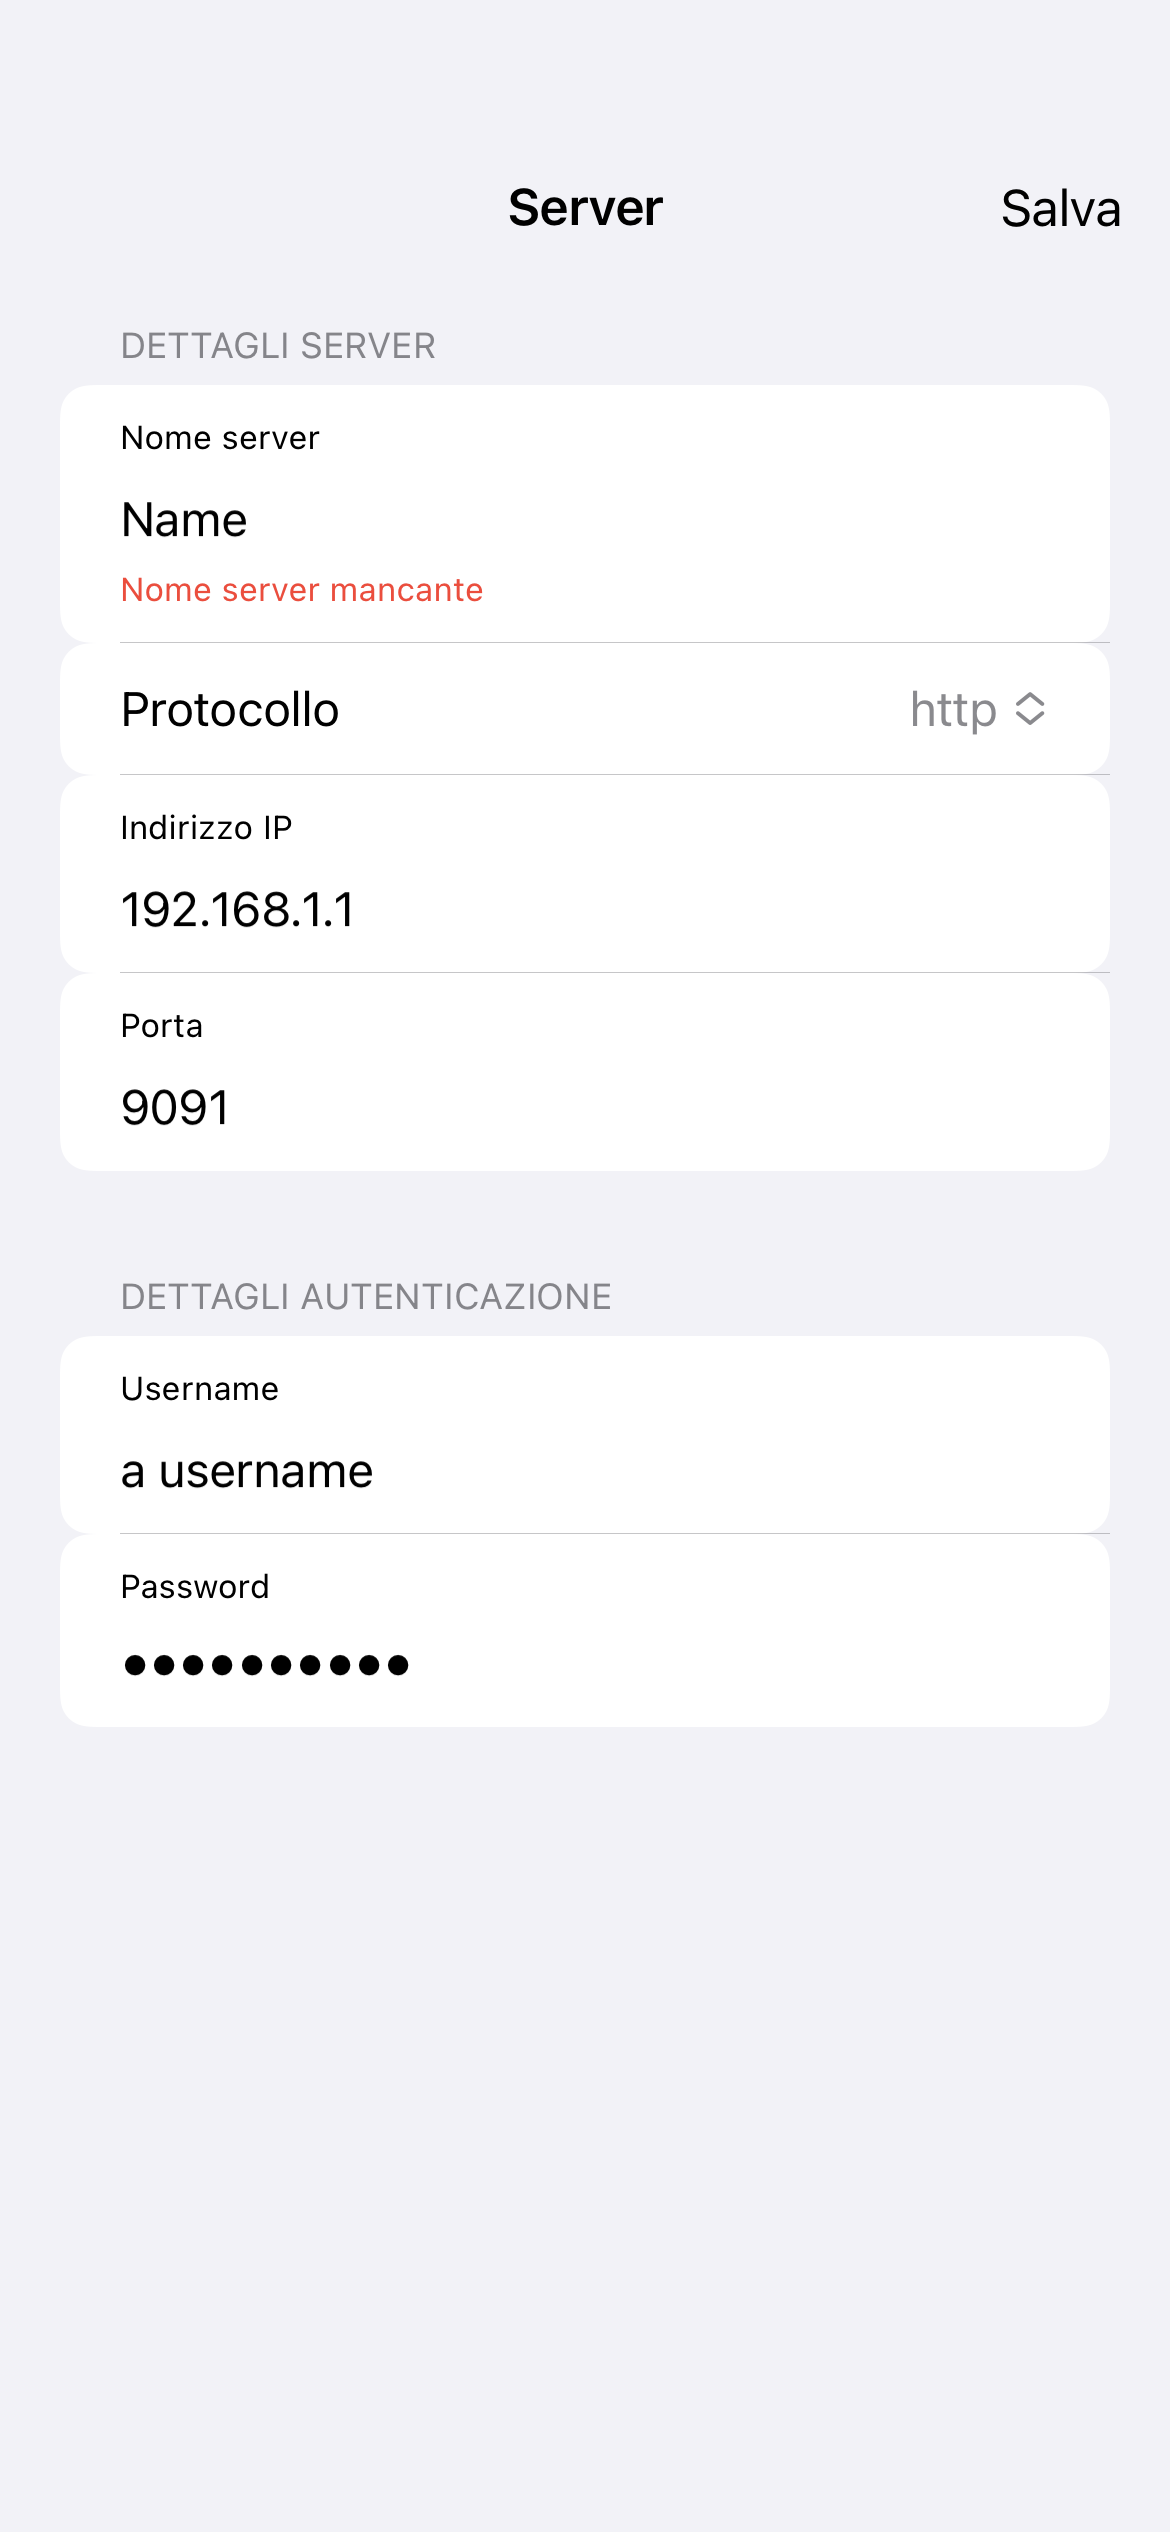 Server
Salva
DETTAGLI SERVER
Nome server
Name
Nome server mancante
Protocollo
http
Indirizzo IP
192.168.1.1
Porta
9091
DETTAGLI AUTENTICAZIONE
Username
a username
Password
●●●●●●●●●●